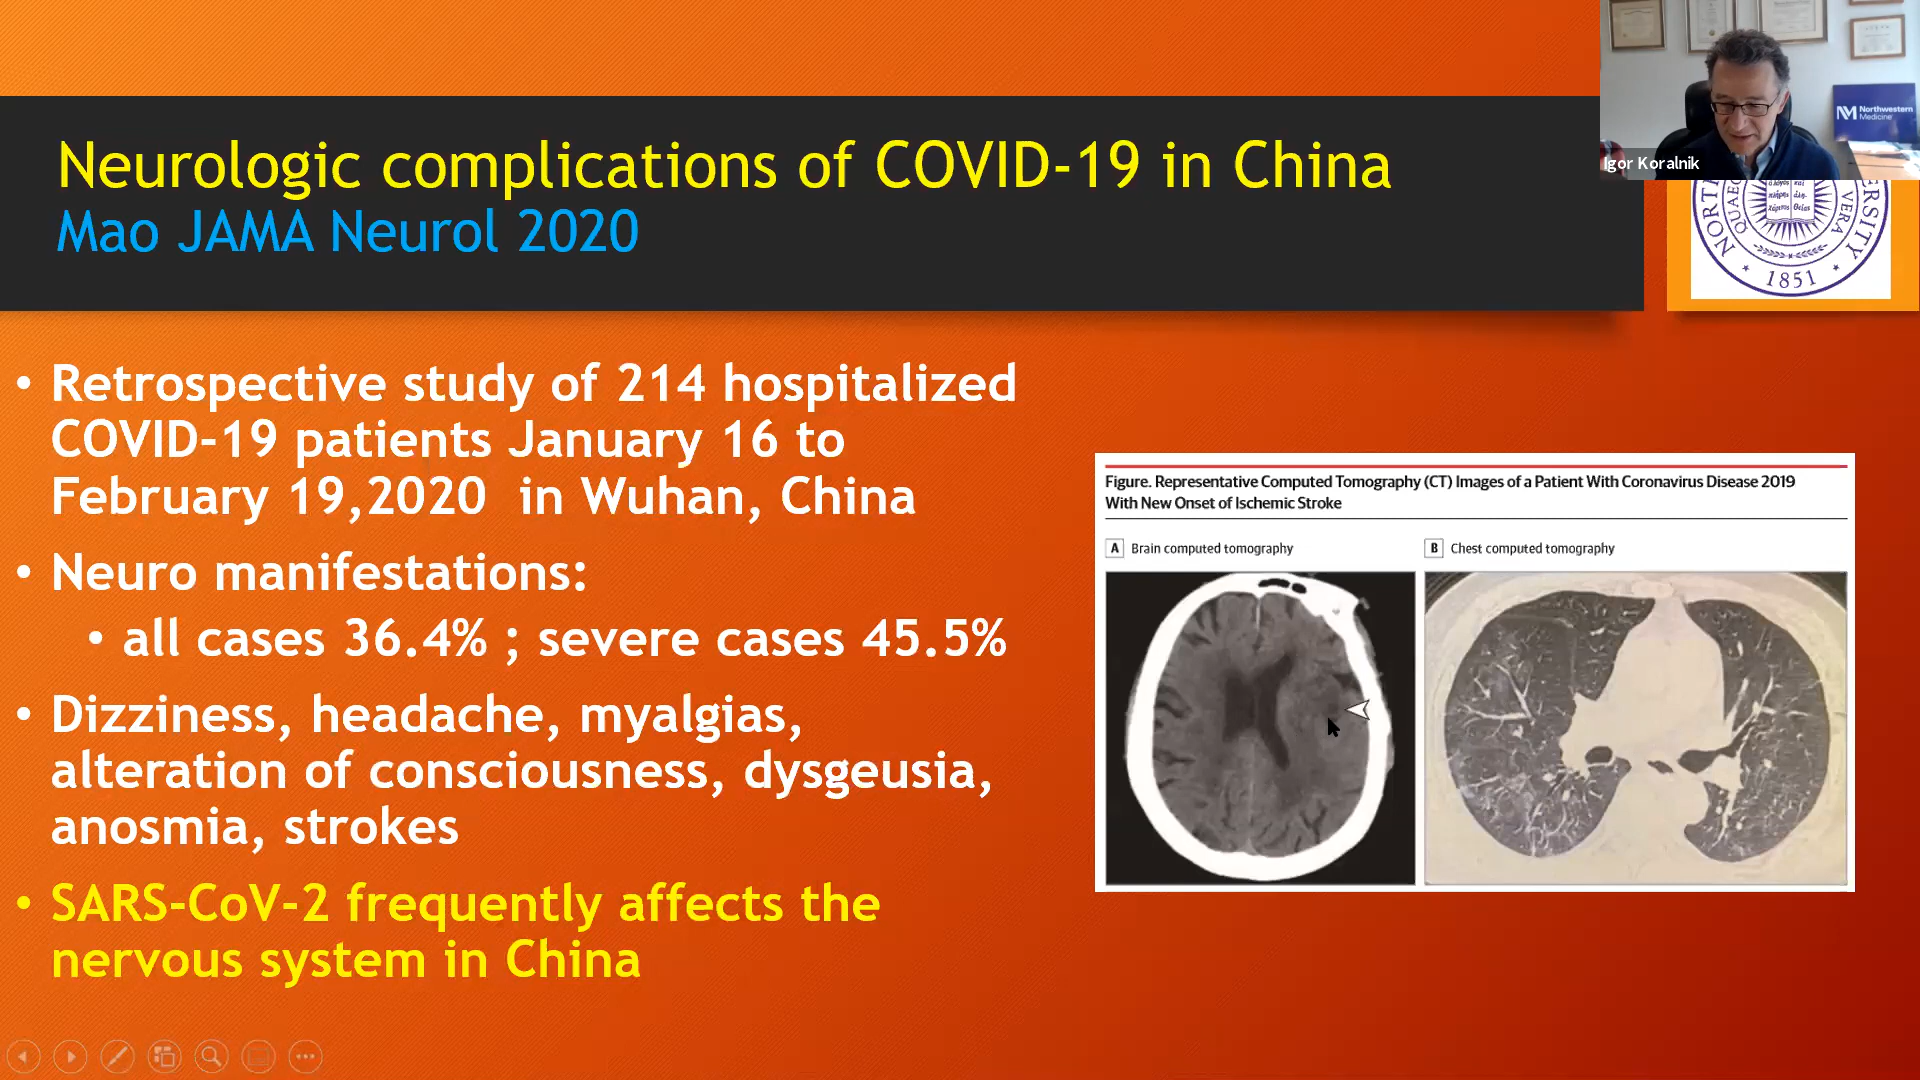 Neurologic complications of COVID-19 in China
Mao JAMA Neurol 2020
Northwestern
Medicine
Igor Koralnik
1851
• Retrospective study of 214 hospitalized
COVID-19 patients January 16 to
February 19,2020 in Wuhan, China
• Neuro manifestations:
• all cases 36.4% ; severe cases 45.5%
• Dizziness, headache, myalgias,
alteration of consciousness, dysgeusia,
anosmia, strokes
• SARS-CoV-2 frequently affects the
nervous system in China
Figure. Representative Computed Tomography (CT) Images of a Patient With Coronavirus Disease 2019
With New Onset of Ischemic Stroke
A Brain computed tomography
B Chest computed tomography